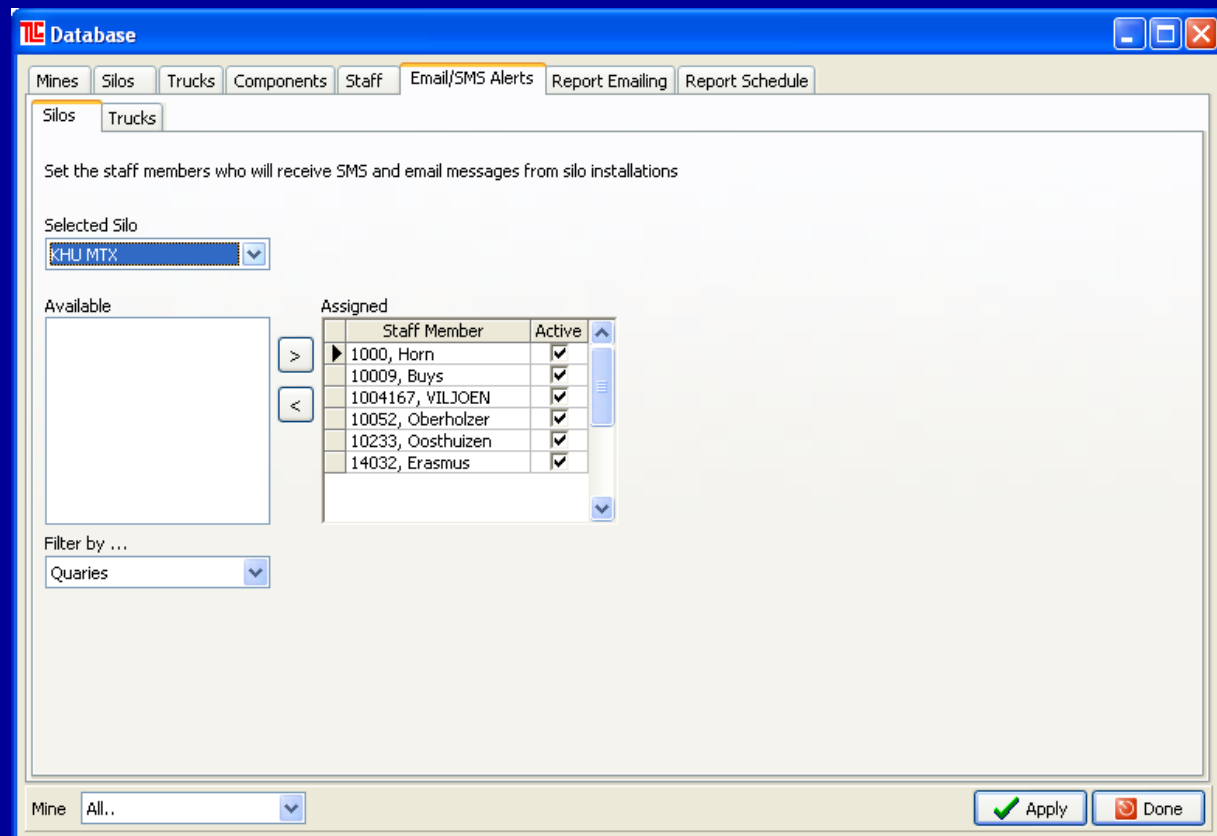 TLC Database
Mines Silos Trucks Components Staff Email/SMS Alerts Report Emailing Report Schedule
Silos Trucks
Set the staff members who will receive SMS and email messages from silo installations
Selected Silo
KHU MTX
Available Assigned
Staff Member Active
> 1000, Horn
10009, Buys
< 1004167, VILJOEN
10052, Oberholzer
10233, Oosthuizen
14032, Erasmus
Filter by ...
Quaries
Mine All.. Apply Done